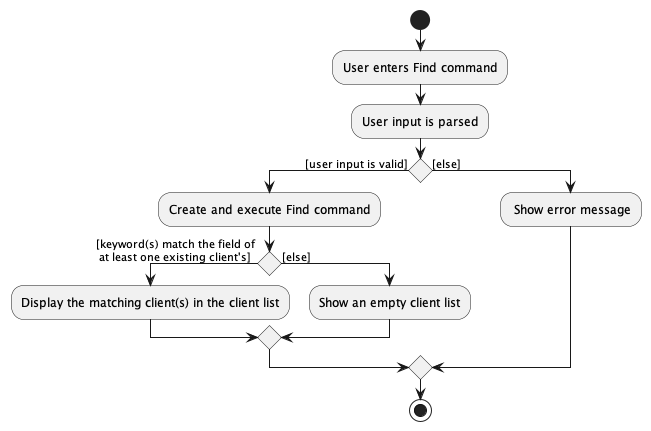 User enters Find command
User input is parsed
[user input is valid]
[else]
Create and execute Find command
Show error message
[keyword(s) match the field of
at least one existing client's]
[else]
Display the matching client(s) in the client list
Show an empty client list